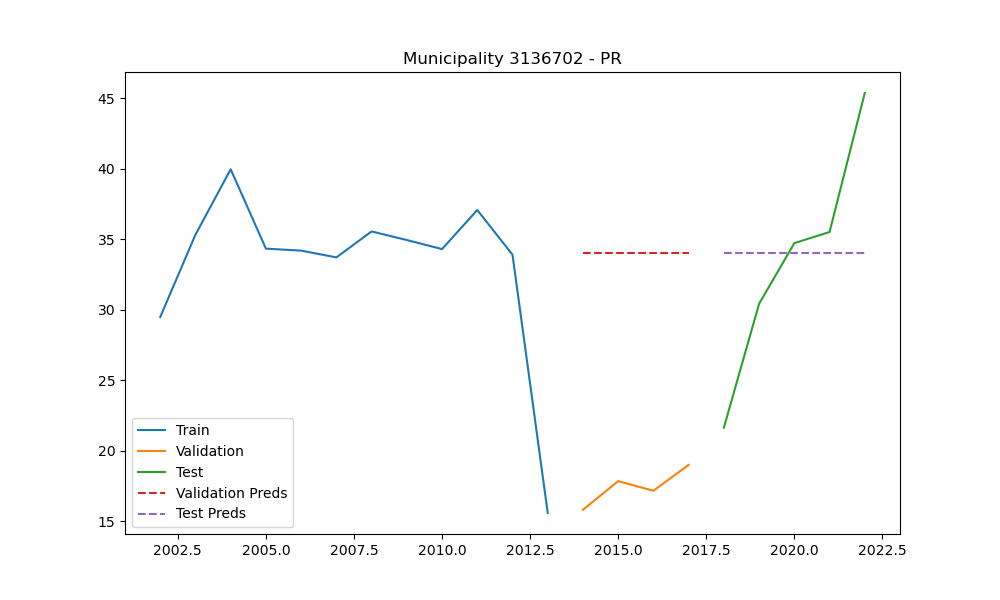 Municipality 3136702 - PR
45
40
35
30
25
20
15
Train
Validation
Test
Validation Preds
Test Preds
2002.5 2005.0 2007.5 2010.0 2012.5 2015.0 2017.5 2020.0 2022.5